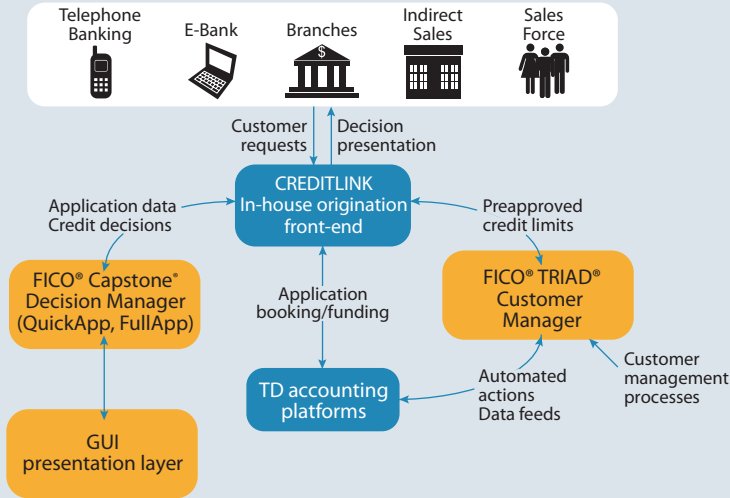 Telephone
Banking
E-Bank
Branches
Indirect
Sales
Sales
Force
$
Customer
requests
Decision
presentation
CREDITLINK
In-house origination
front-end
Application data
Credit decisions
Preapproved
credit limits
FICO® Capstone®
Decision Manager
(QuickApp, FullApp)
FICO® TRIAD®
Customer
Manager
Application
booking/funding
TD accounting
platforms
Automated
actions
Data feeds
Customer
management
processes
GUI
presentation layer